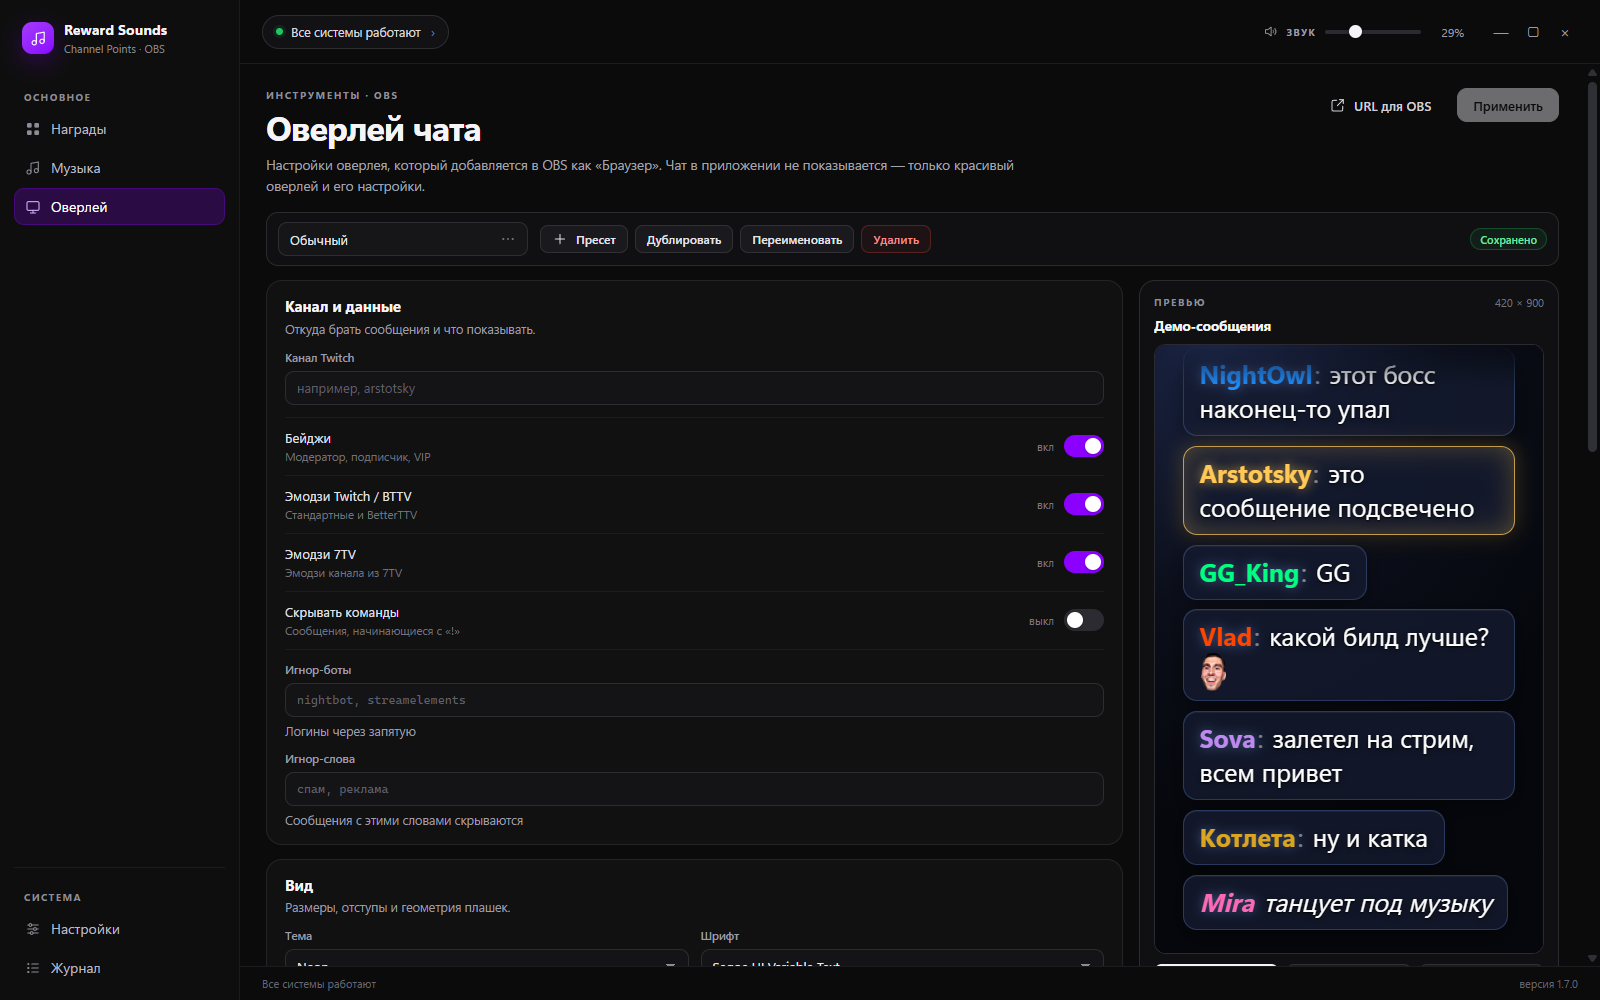 Reward Sounds
Channel Points · OBS
ОСНОВНОЕ
Награды
Музыка
Оверлей
СИСТЕМА
Настройки
Журнал
Все системы работают ›
ЗВУК
29%
ИНСТРУМЕНТЫ · OBS
Оверлей чата
Настройки оверлея, который добавляется в OBS как «Браузер». Чат в приложении не показывается — только красивый
оверлей и его настройки.
URL для OBS
Применить
Обычный
Пресет
Дублировать
Переименовать
Удалить
Сохранено
Канал и данные
Откуда брать сообщения и что показывать.
Канал Twitch
например, arstotsky
Бейджи
Модератор, подписчик, VIP
вкл
Эмодзи Twitch / BTTV
Стандартные и BetterTTV
вкл
Эмодзи 7TV
Эмодзи канала из 7TV
вкл
Скрывать команды
Сообщения, начинающиеся с «!»
выкл
Игнор-боты
nightbot, streamelements
Логины через запятую
Игнор-слова
спам, реклама
Сообщения с этими словами скрываются
Вид
Размеры, отступы и геометрия плашек.
Тема
Шрифт
Segoe UI Variable Text
ПРЕВЬЮ
420 × 900
Демо-сообщения
NightOwl: этот босс
наконец-то упал
Arstotsky: это
сообщение подсвечено
GG_King: GG
Vlad: какой билд лучше?
Sova: залетел на стрим,
всем привет
Котлета: ну и катка
Mira танцует под музыку
Все системы работают
версия 1.7.0